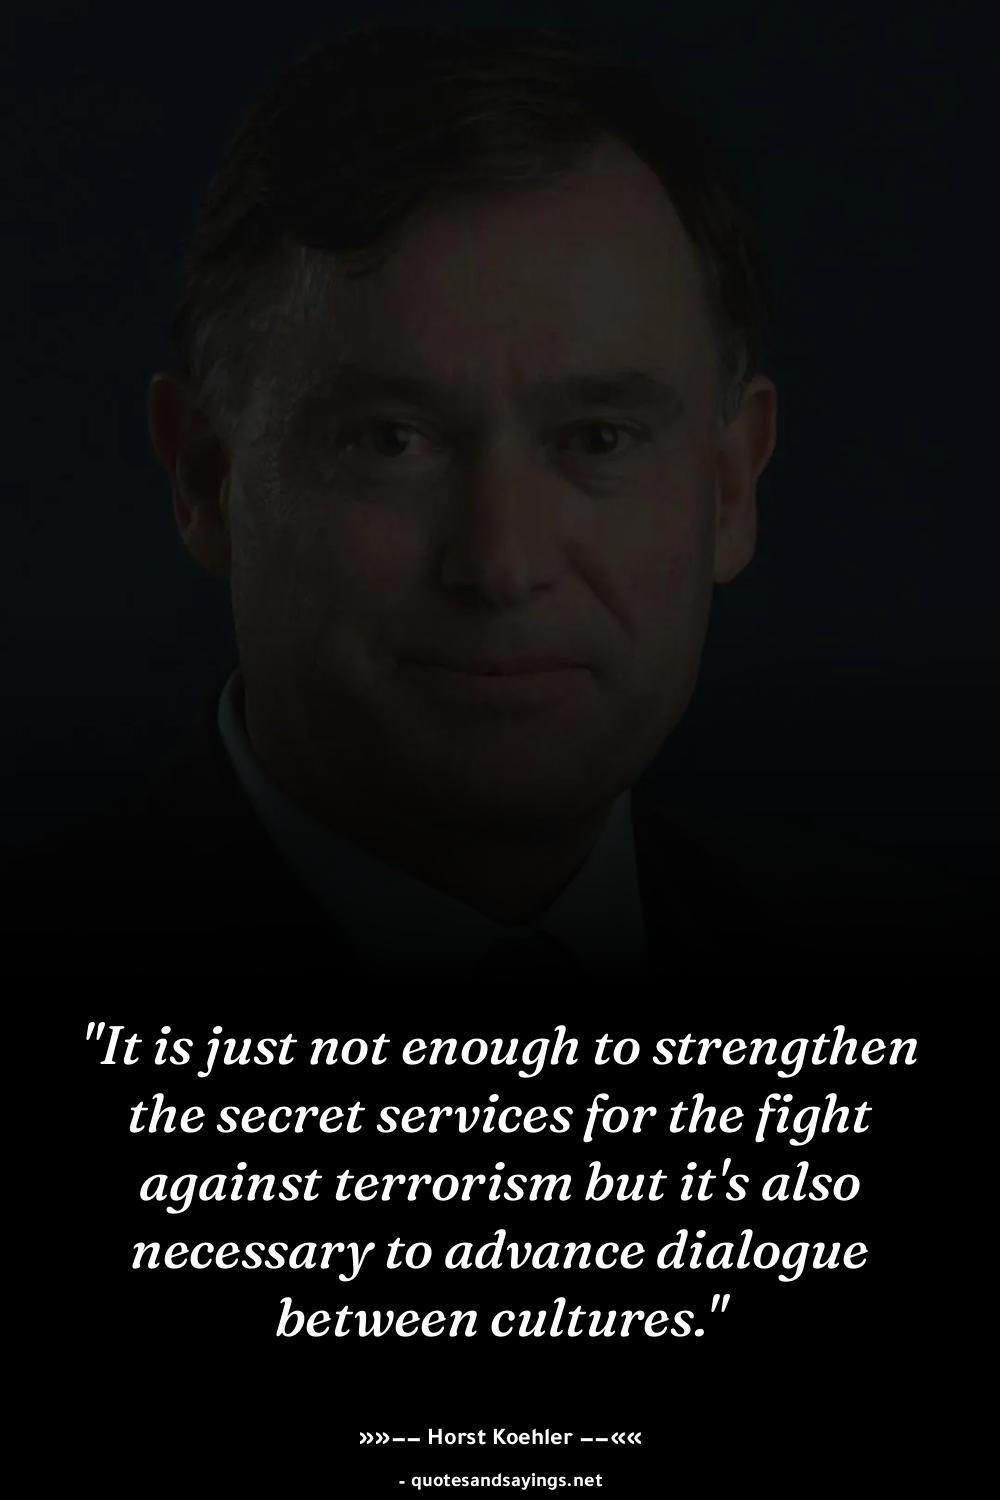 "It is just not enough to strengthen
the secret services for the fight
against terrorism but it's also
necessary to advance dialogue
between cultures."
»»−− Horst Koehler −−««
- quotesandsayings.net